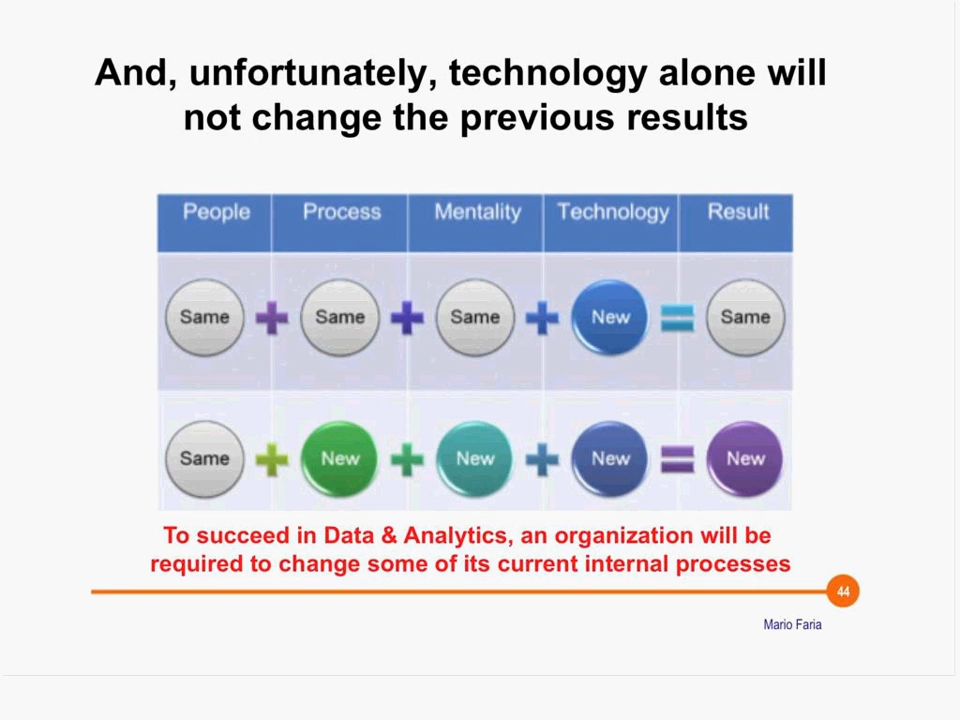 And, unfortunately, technology alone will
not change the previous results
People Process Mentality Technology Result
Same Same Same New Same
Same New New New New
To succeed in Data & Analytics, an organization will be
required to change some of its current internal processes
44
Mario Faria